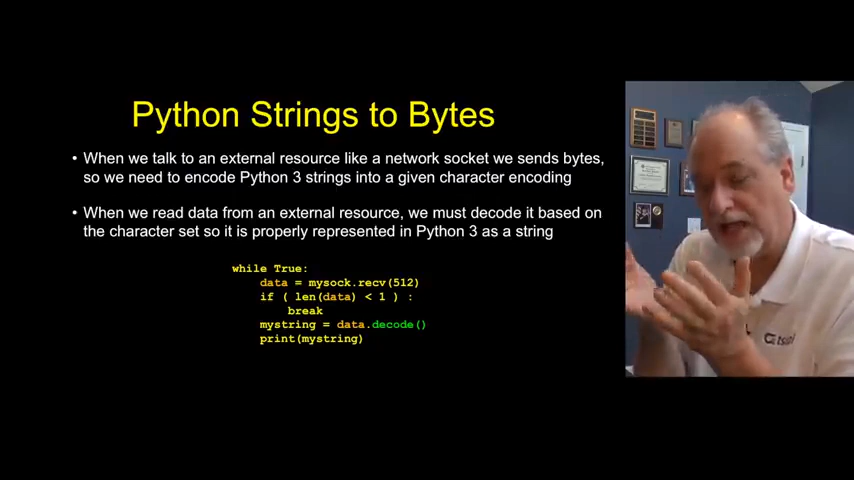 Python Strings to Bytes
• When we talk to an external resource like a network socket we sends bytes,
so we need to encode Python 3 strings into a given character encoding
• When we read data from an external resource, we must decode it based on
the character set so it is properly represented in Python 3 as a string
while True:
    data = mysock.recv(512)
    if ( len(data) < 1 ) :
        break
    mystring = data.decode()
    print(mystring)